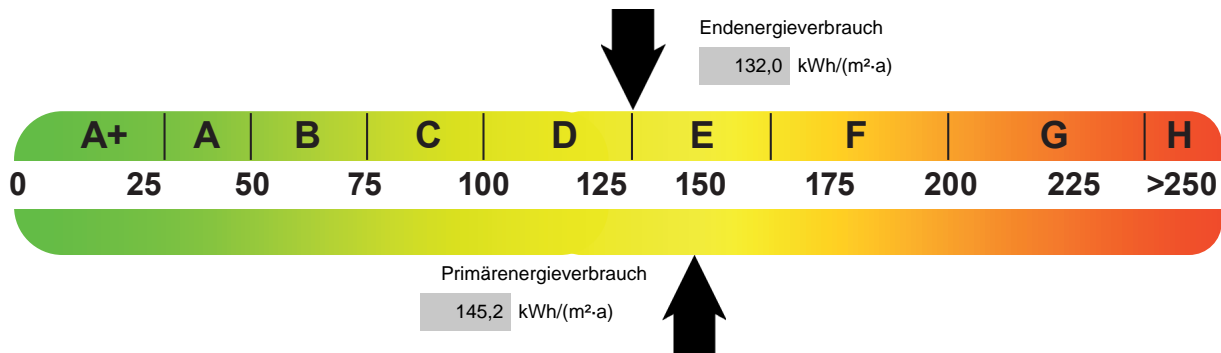 Endenergieverbrauch
132,0 kWh/(m²·a)
A+ A B C D E F G H
0 25 50 75 100 125 150 175 200 225 >250
Primärenergieverbrauch
145,2 kWh/(m²·a)